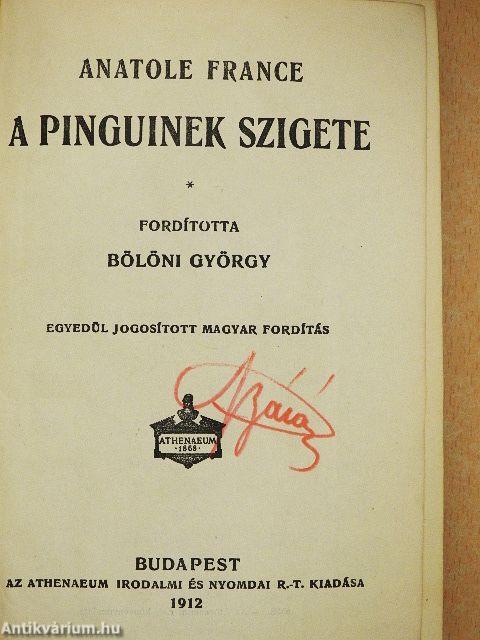 ANATOLE FRANCE
A PINGUINEK SZIGETE
*
FORDÍTOTTA
BÖLÖNI GYÖRGY
EGYEDÜL JOGOSÍTOTT MAGYAR FORDÍTÁS
ATHENAEUM
·1868·
BUDAPEST
AZ ATHENAEUM IRODALMI ÉS NYOMDAI R.-T. KIADÁSA
1912
Antikvárium.hu